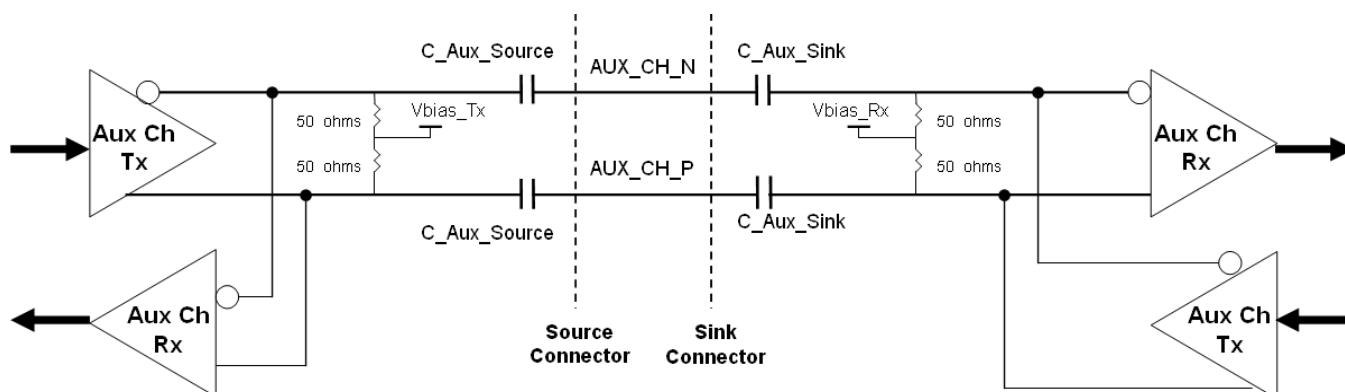 C_Aux_Source
C_Aux_Sink
AUX_CH_N
Aux Ch
Tx
50 ohms
Vbias_Tx
50 ohms
Vbias_Rx
50 ohms
50 ohms
Aux Ch
Rx
AUX_CH_P
C_Aux_Source
C_Aux_Sink
Aux Ch
Rx
Source
Connector
Sink
Connector
Aux Ch
Tx